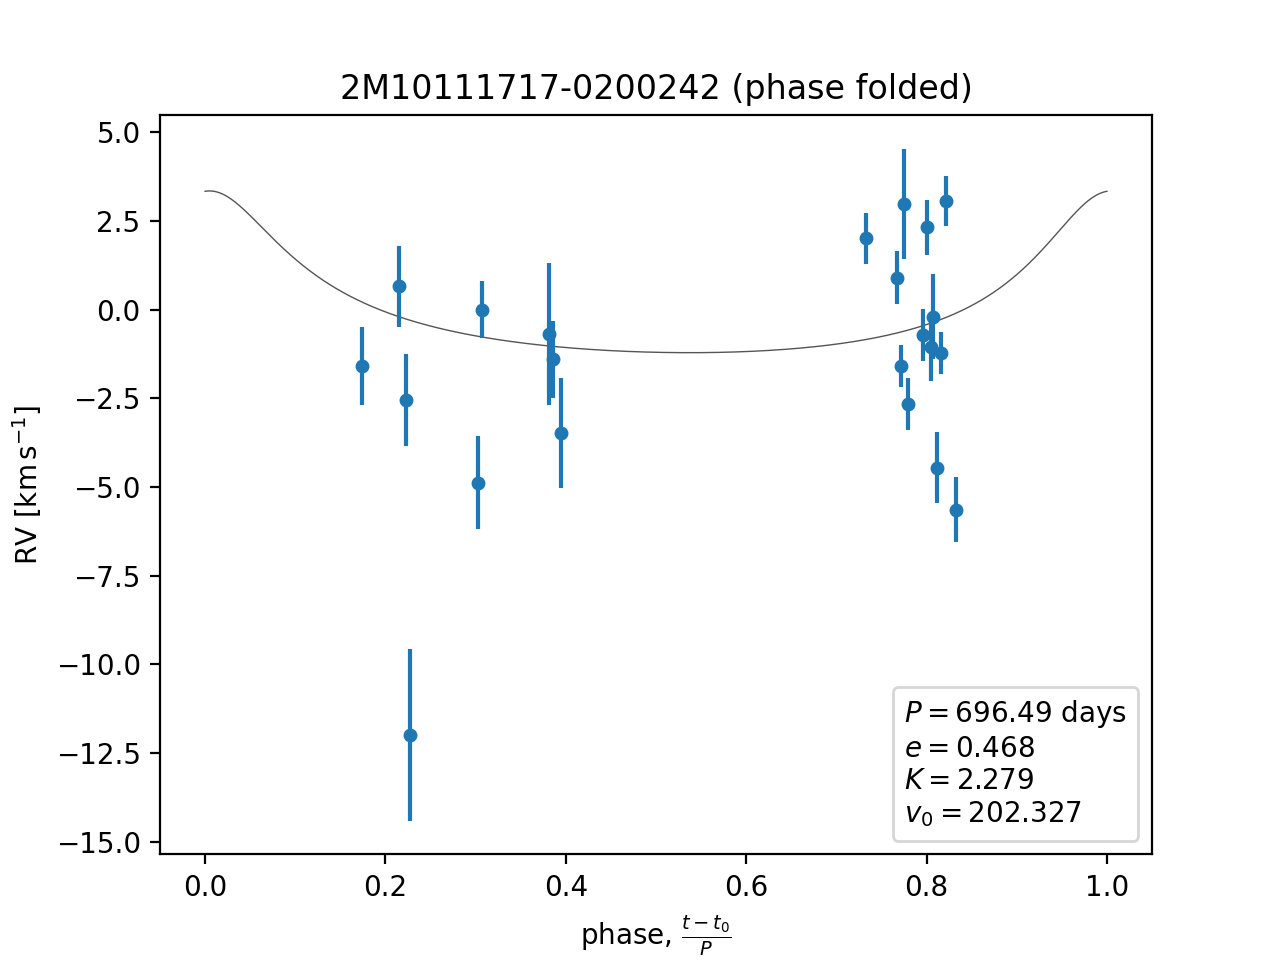 2M10111717-0200242 (phase folded)
RV [km s⁻¹]
5.0
2.5
0.0
−2.5
−5.0
−7.5
−10.0
−12.5
−15.0
P = 696.49 days
e = 0.468
K = 2.279
v₀ = 202.327
0.0 0.2 0.4 0.6 0.8 1.0
phase, (t − t₀)/P